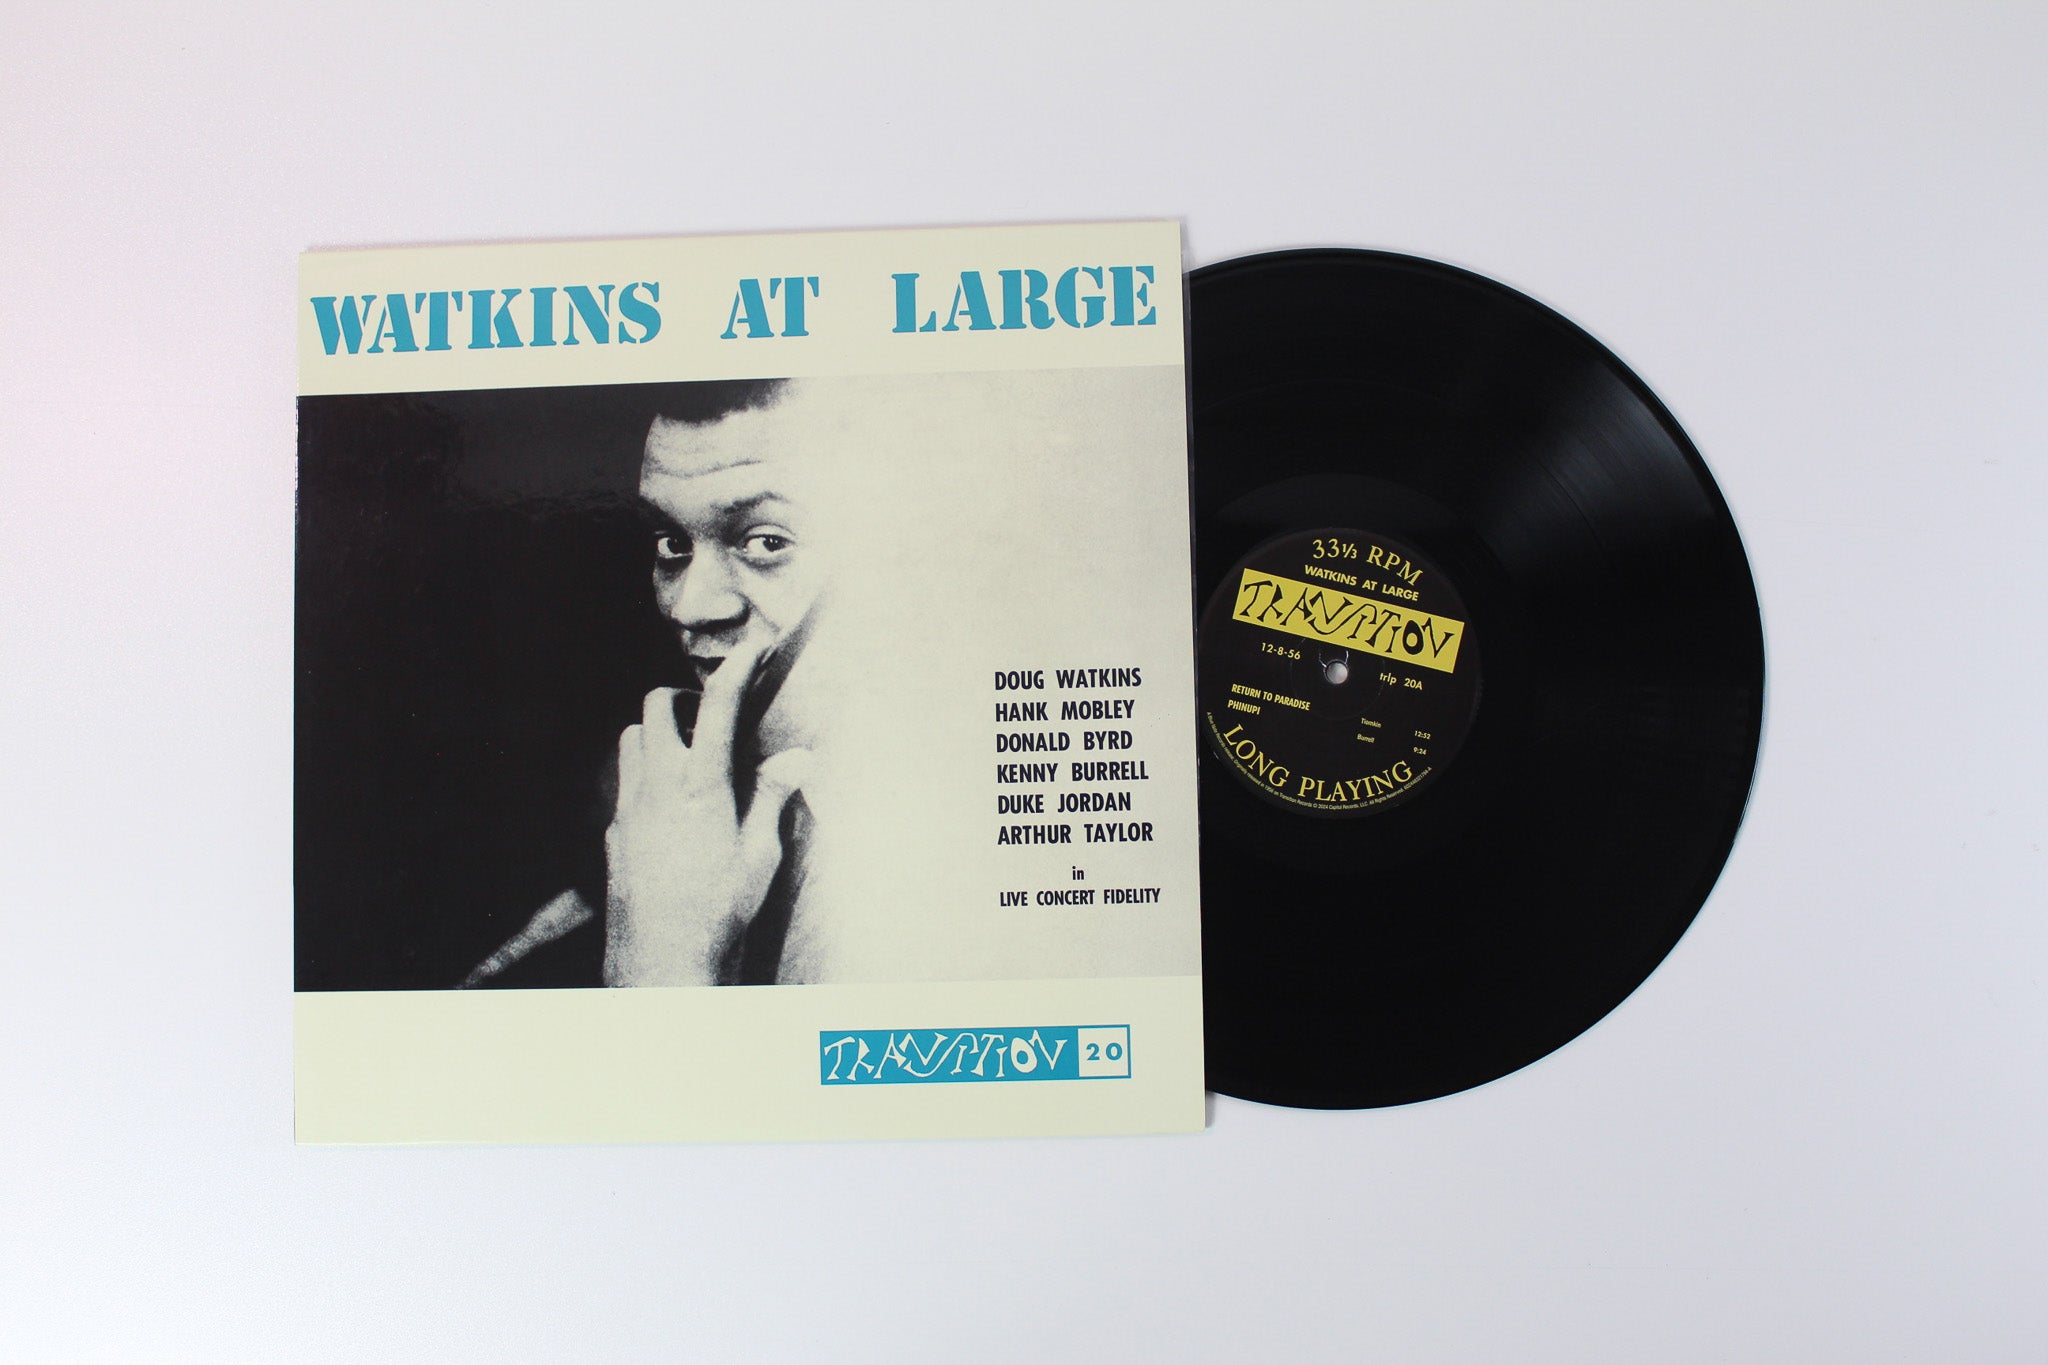 WATKINS AT LARGE
DOUG WATKINS
HANK MOBLEY
DONALD BYRD
KENNY BURRELL
DUKE JORDAN
ARTHUR TAYLOR
in
LIVE CONCERT FIDELITY
TRANSITION 20
33 1/3 RPM
WATKINS AT LARGE
TRANSITION
12-8-56
trlp 20A
RETURN TO PARADISE Tiomkin 12:52
PHINUPI Burrell 9:24
LONG PLAYING